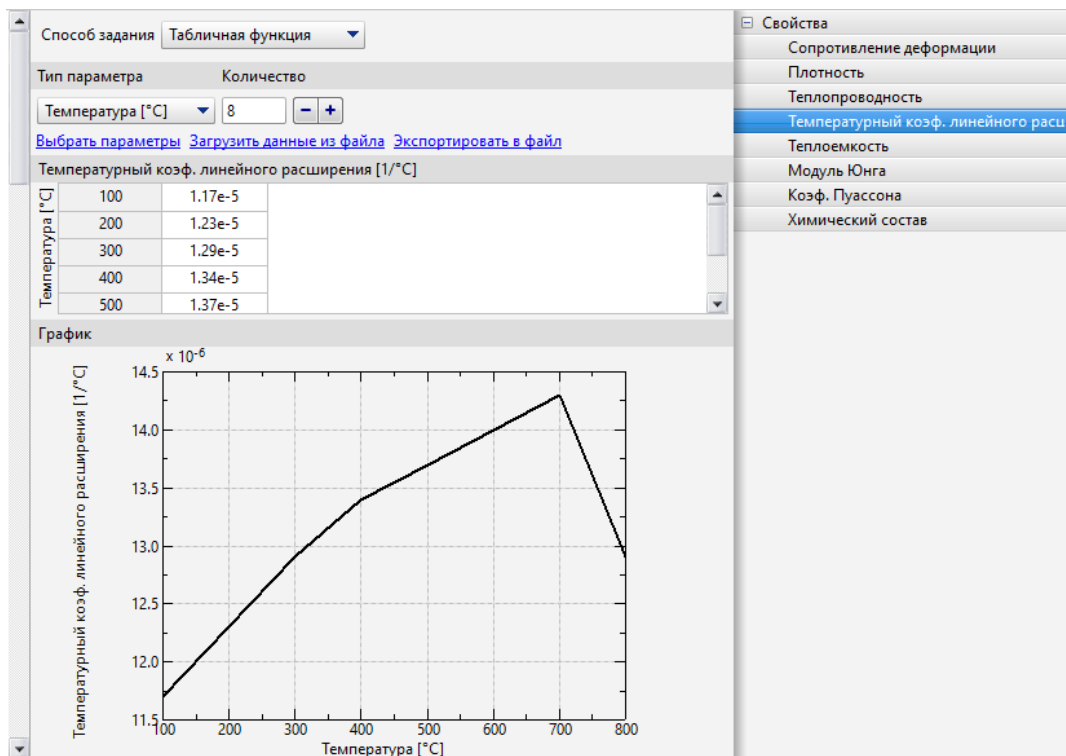 Способ задания Табличная функция
Тип параметра Количество
Температура [°C] 8 − +
Выбрать параметры Загрузить данные из файла Экспортировать в файл
Температурный коэф. линейного расширения [1/°C]
Температура [°C]
100 1.17e-5
200 1.23e-5
300 1.29e-5
400 1.34e-5
500 1.37e-5
График
x 10-6
Температурный коэф. линейного расширения [1/°C]
14.5
14.0
13.5
13.0
12.5
12.0
11.5
100 200 300 400 500 600 700 800
Температура [°C]
Свойства
Сопротивление деформации
Плотность
Теплопроводность
Температурный коэф. линейного расш
Теплоемкость
Модуль Юнга
Коэф. Пуассона
Химический состав